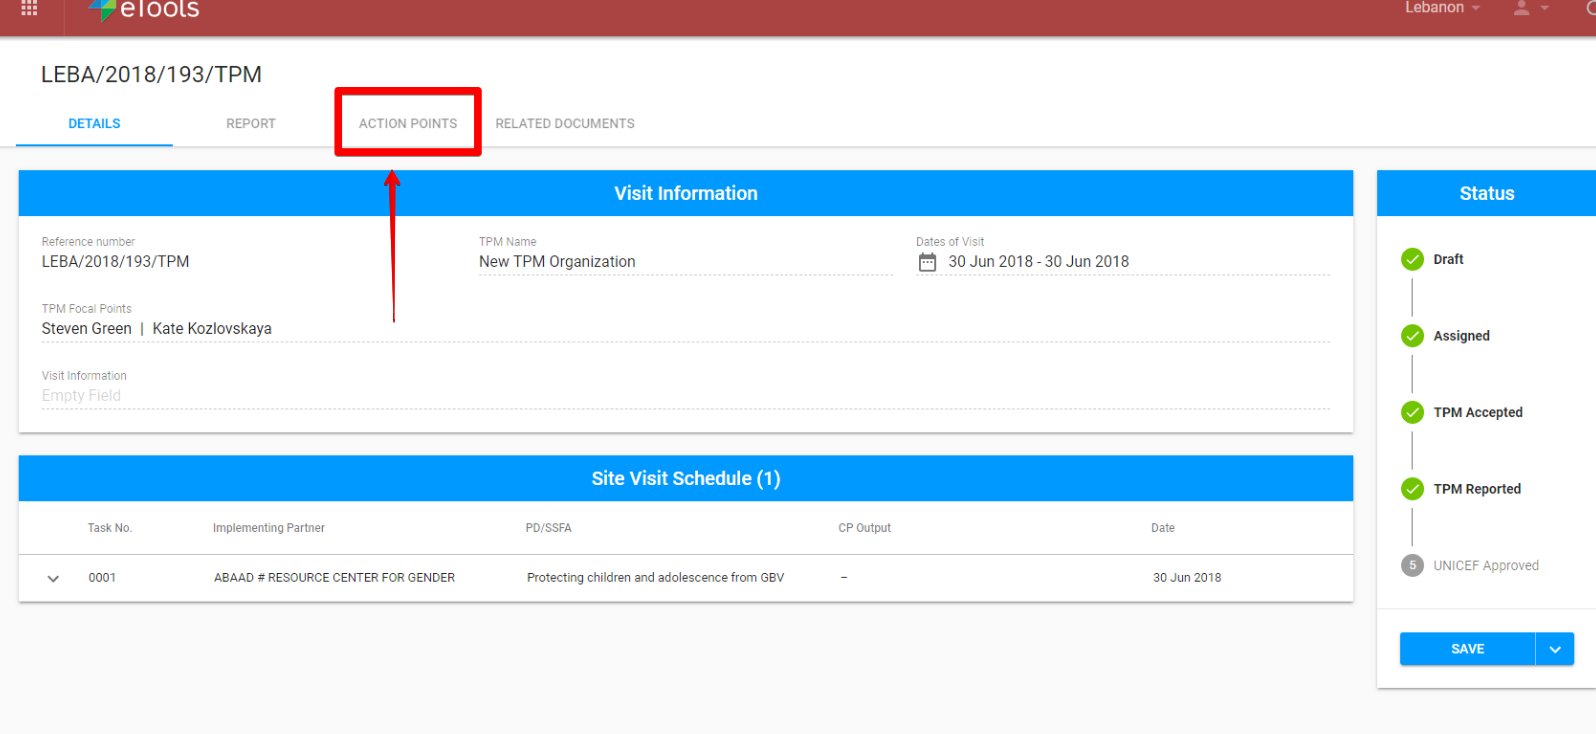 eTools
Lebanon
LEBA/2018/193/TPM
DETAILS REPORT ACTION POINTS RELATED DOCUMENTS
Visit Information
Reference number TPM Name Dates of Visit
LEBA/2018/193/TPM New TPM Organization 30 Jun 2018 - 30 Jun 2018
TPM Focal Points
Steven Green | Kate Kozlovskaya
Visit Information
Empty Field
Site Visit Schedule (1)
Task No. Implementing Partner PD/SSFA CP Output Date
0001 ABAAD # RESOURCE CENTER FOR GENDER Protecting children and adolescence from GBV – 30 Jun 2018
Status
Draft
Assigned
TPM Accepted
TPM Reported
5 UNICEF Approved
SAVE